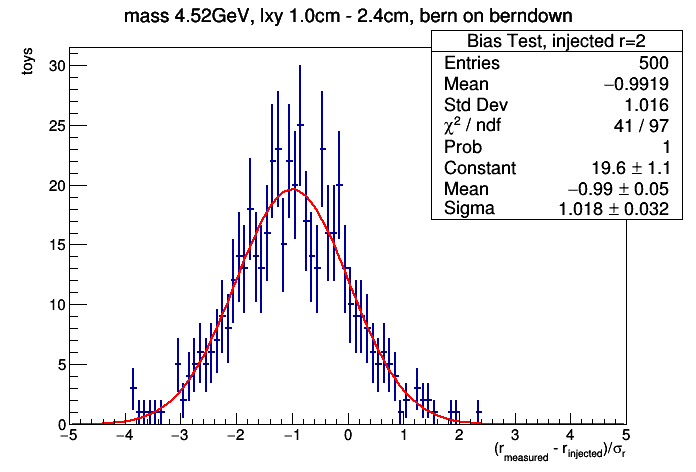 mass 4.52GeV, lxy 1.0cm - 2.4cm, bern on berndown
Bias Test, injected r=2
Entries 500
Mean −0.9919
Std Dev 1.016
χ² / ndf 41 / 97
Prob 1
Constant 19.6 ± 1.1
Mean −0.99 ± 0.05
Sigma 1.018 ± 0.032
toys
30
25
20
15
10
5
0
−5 −4 −3 −2 −1 0 1 2 3 4 5
(r_measured - r_injected)/σ_r